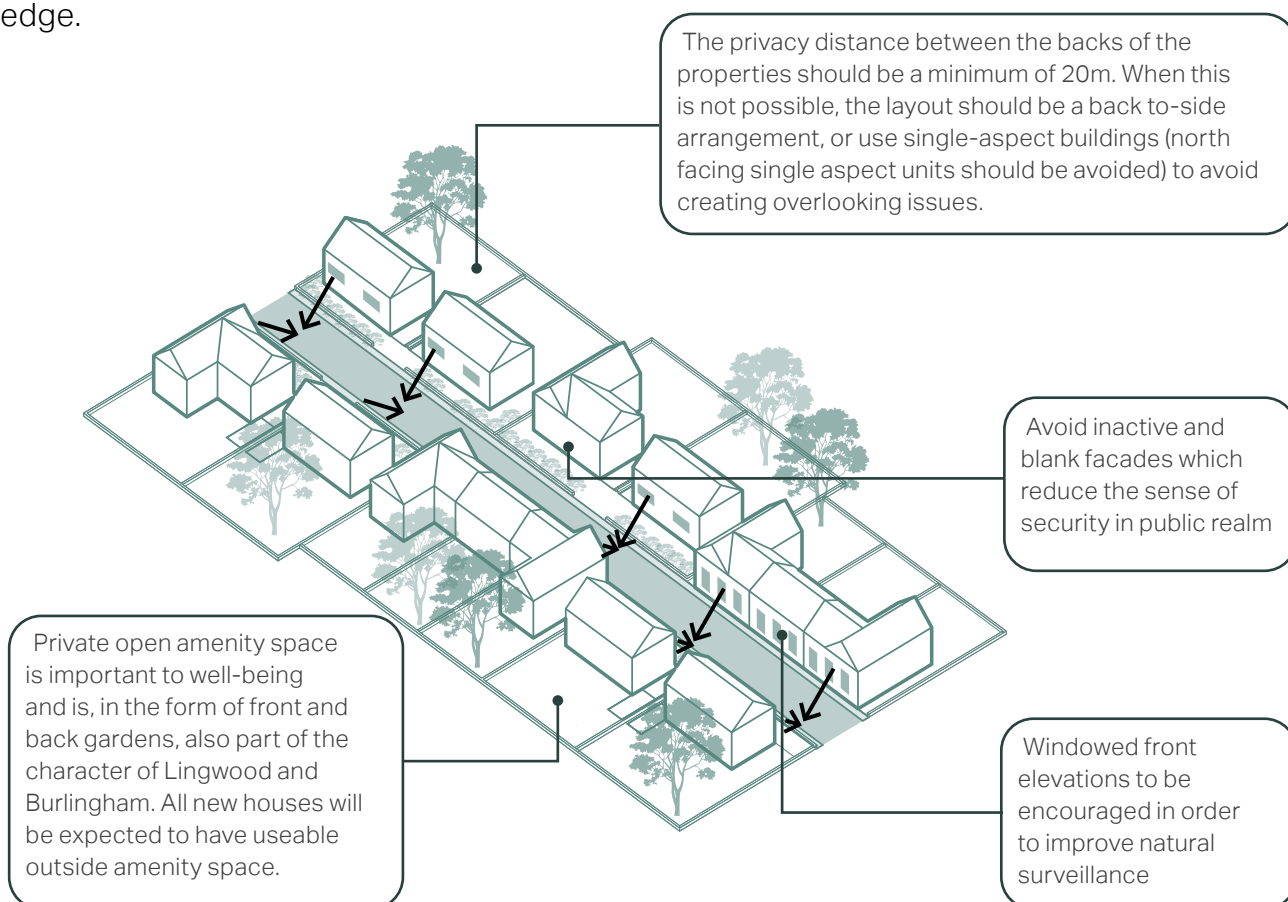 edge.
The privacy distance between the backs of the
properties should be a minimum of 20m. When this
is not possible, the layout should be a back to-side
arrangement, or use single-aspect buildings (north
facing single aspect units should be avoided) to avoid
creating overlooking issues.
Avoid inactive and
blank facades which
reduce the sense of
security in public realm
Private open amenity space
is important to well-being
and is, in the form of front and
back gardens, also part of the
character of Lingwood and
Burlingham. All new houses will
be expected to have useable
outside amenity space.
Windowed front
elevations to be
encouraged in order
to improve natural
surveillance